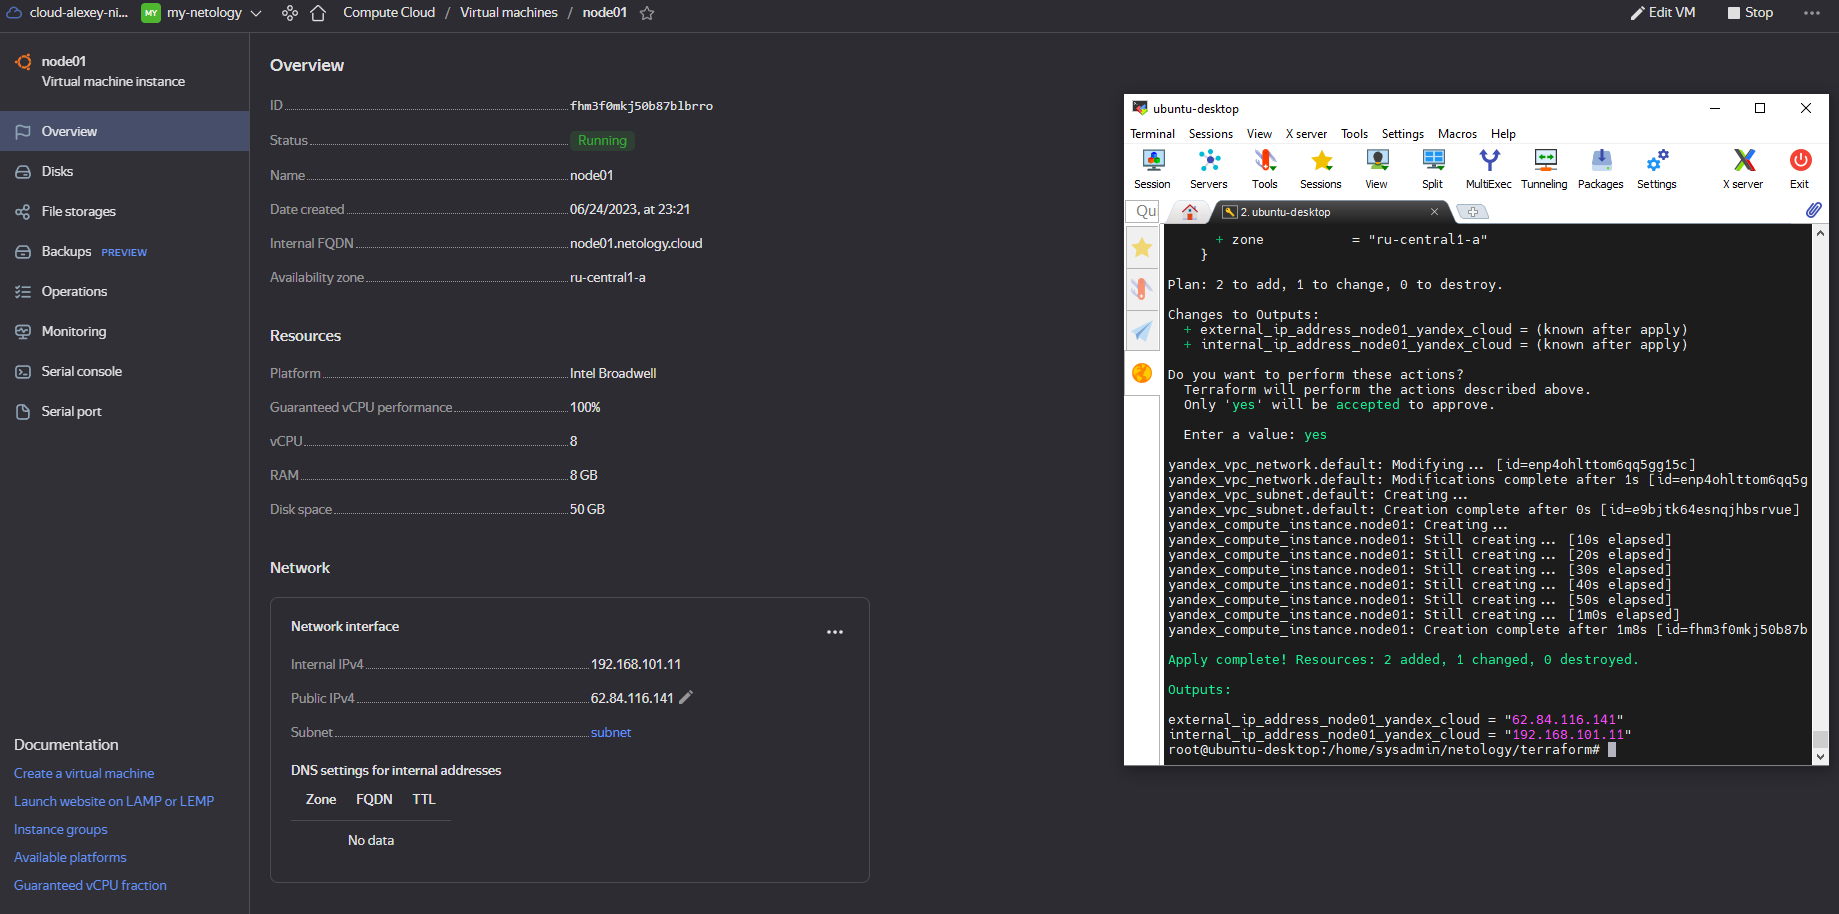 cloud-alexey-ni... MY my-netology Compute Cloud / Virtual machines / node01 Edit VM Stop
node01
Virtual machine instance
Overview
Disks
File storages
Backups PREVIEW
Operations
Monitoring
Serial console
Serial port
Documentation
Create a virtual machine
Launch website on LAMP or LEMP
Instance groups
Available platforms
Guaranteed vCPU fraction
Overview
ID fhm3f0mkj50b87blbrro
Status Running
Name node01
Date created 06/24/2023, at 23:21
Internal FQDN node01.netology.cloud
Availability zone ru-central1-a
Resources
Platform Intel Broadwell
Guaranteed vCPU performance 100%
vCPU 8
RAM 8 GB
Disk space 50 GB
Network
Network interface
Internal IPv4 192.168.101.11
Public IPv4 62.84.116.141
Subnet subnet
DNS settings for internal addresses
Zone FQDN TTL
No data
ubuntu-desktop
Terminal Sessions View X server Tools Settings Macros Help
Session Servers Tools Sessions View Split MultiExec Tunneling Packages Settings X server Exit
Qu 2. ubuntu-desktop
+ zone = "ru-central1-a"
}
Plan: 2 to add, 1 to change, 0 to destroy.
Changes to Outputs:
+ external_ip_address_node01_yandex_cloud = (known after apply)
+ internal_ip_address_node01_yandex_cloud = (known after apply)
Do you want to perform these actions?
Terraform will perform the actions described above.
Only 'yes' will be accepted to approve.
Enter a value: yes
yandex_vpc_network.default: Modifying... [id=enp4ohlttom6qq5gg15c]
yandex_vpc_network.default: Modifications complete after 1s [id=enp4ohlttom6qq5g
yandex_vpc_subnet.default: Creating...
yandex_vpc_subnet.default: Creation complete after 0s [id=e9bjtk64esnqjhbsrvue]
yandex_compute_instance.node01: Creating...
yandex_compute_instance.node01: Still creating... [10s elapsed]
yandex_compute_instance.node01: Still creating... [20s elapsed]
yandex_compute_instance.node01: Still creating... [30s elapsed]
yandex_compute_instance.node01: Still creating... [40s elapsed]
yandex_compute_instance.node01: Still creating... [50s elapsed]
yandex_compute_instance.node01: Still creating... [1m0s elapsed]
yandex_compute_instance.node01: Creation complete after 1m8s [id=fhm3f0mkj50b87b
Apply complete! Resources: 2 added, 1 changed, 0 destroyed.
Outputs:
external_ip_address_node01_yandex_cloud = "62.84.116.141"
internal_ip_address_node01_yandex_cloud = "192.168.101.11"
root@ubuntu-desktop:/home/sysadmin/netology/terraform#